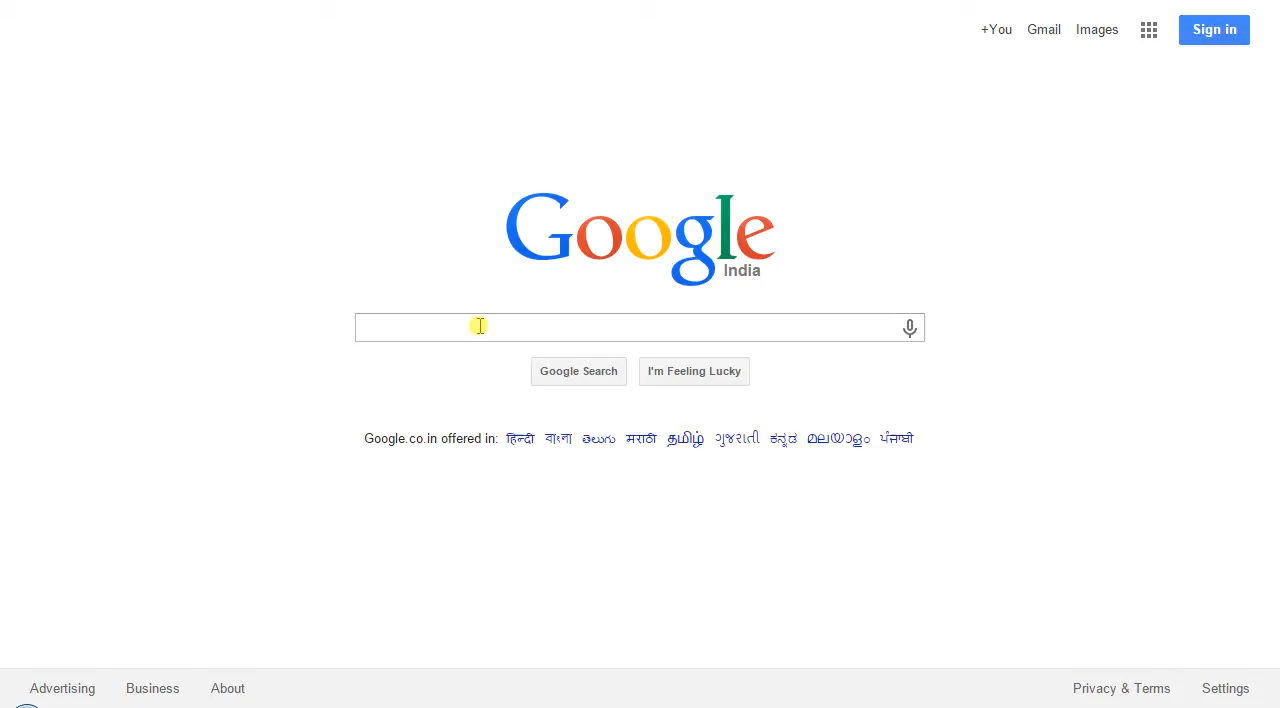 +You Gmail Images Sign in
Google
India
Google Search I'm Feeling Lucky
Google.co.in offered in: हिन्दी বাংলা తెలుగు मराठी தமிழ் ગુજરાતી ಕನ್ನಡ മലയാളം ਪੰਜਾਬੀ
Advertising Business About Privacy & Terms Settings